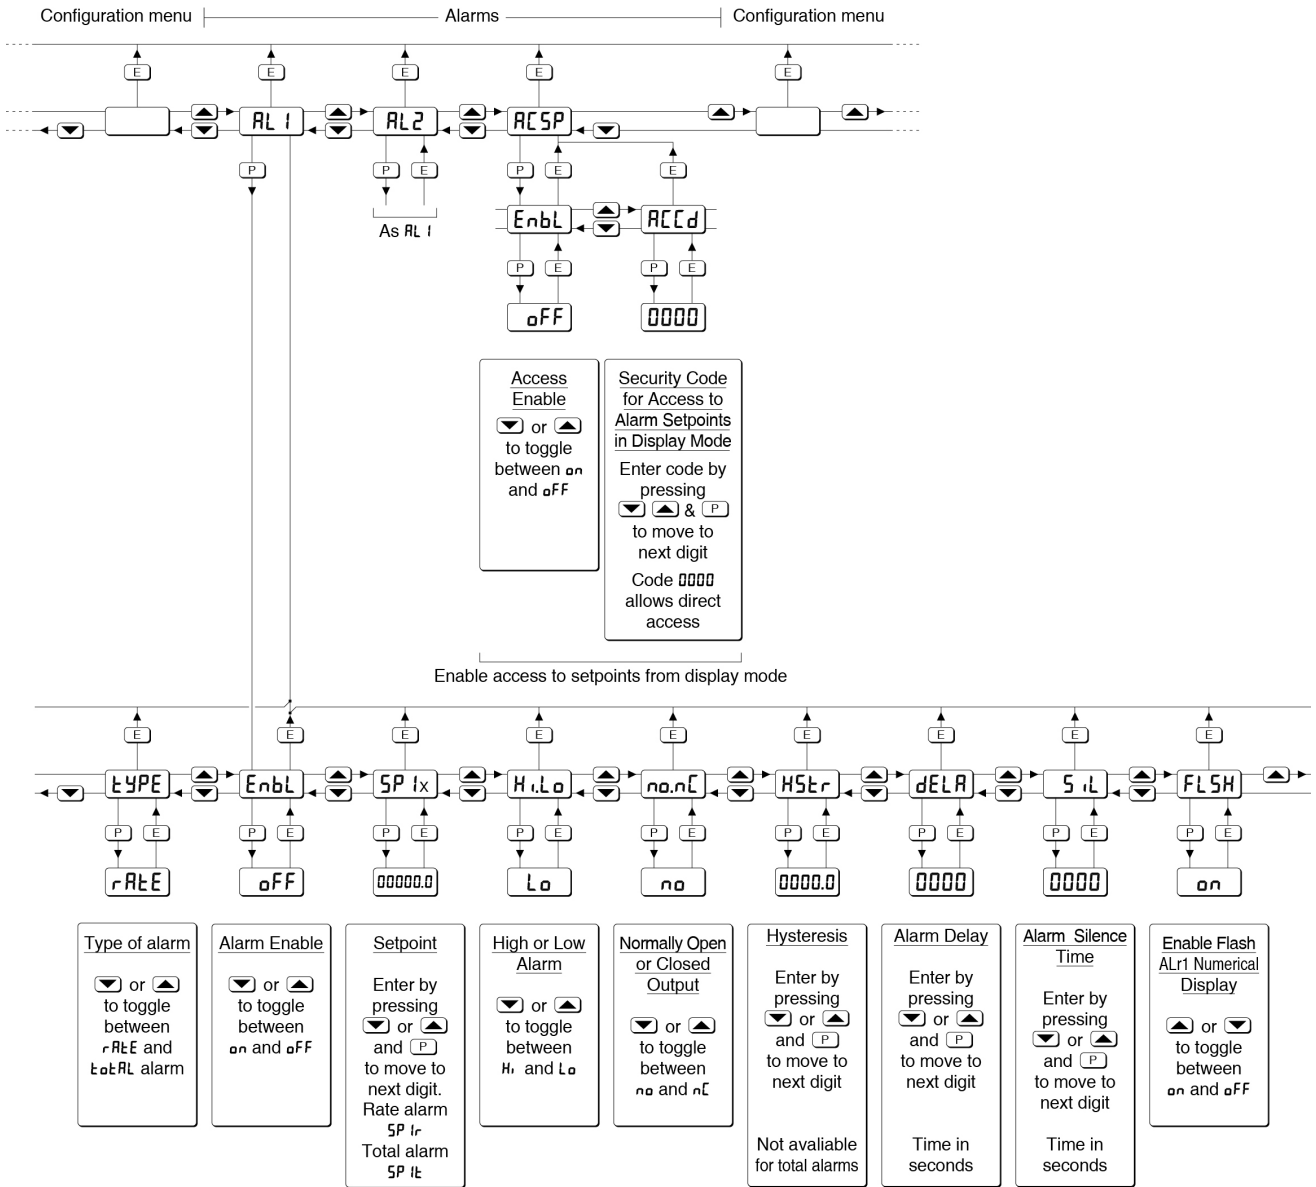 Configuration menu Alarms Configuration menu
E E E E E
AL1 AL2 ACSP
P P E P E E
As AL1
EnbL ACCd
P E P E
oFF 0000
Access
Enable
or
to toggle
between on
and oFF
Security Code
for Access to
Alarm Setpoints
in Display Mode
Enter code by
pressing
& P
to move to
next digit
Code 0000
allows direct
access
Enable access to setpoints from display mode
E E E E E E E E E
tYPE EnbL SP1x Hi.Lo no.nC HStr dELA SiL FLSH
P E P E P E P E P E P E P E P E P E
rAtE oFF 00000.0 Lo no 0000.0 0000 0000 on
Type of alarm
or
to toggle
between
rAtE and
totAL alarm
Alarm Enable
or
to toggle
between
on and oFF
Setpoint
Enter by
pressing
or
and P
to move to
next digit.
Rate alarm
SP1r
Total alarm
SP1t
High or Low
Alarm
or
to toggle
between
Hi and Lo
Normally Open
or Closed
Output
or
to toggle
between
no and nC
Hysteresis
Enter by
pressing
or
and P
to move to
next digit
Not avaliable
for total alarms
Alarm Delay
Enter by
pressing
or
and P
to move to
next digit
Time in
seconds
Alarm Silence
Time
Enter by
pressing
or
and P
to move to
next digit
Time in
seconds
Enable Flash
ALr1 Numerical
Display
or
to toggle
between
on and oFF